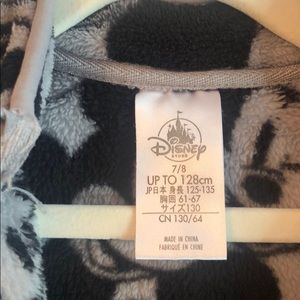 Disney
STORE
7/8
UP TO 128cm
JP日本 身長 125-135
胸囲 61-67
サイズ130
CN 130/64
MADE IN CHINA
FABRIQUÉ EN CHINE